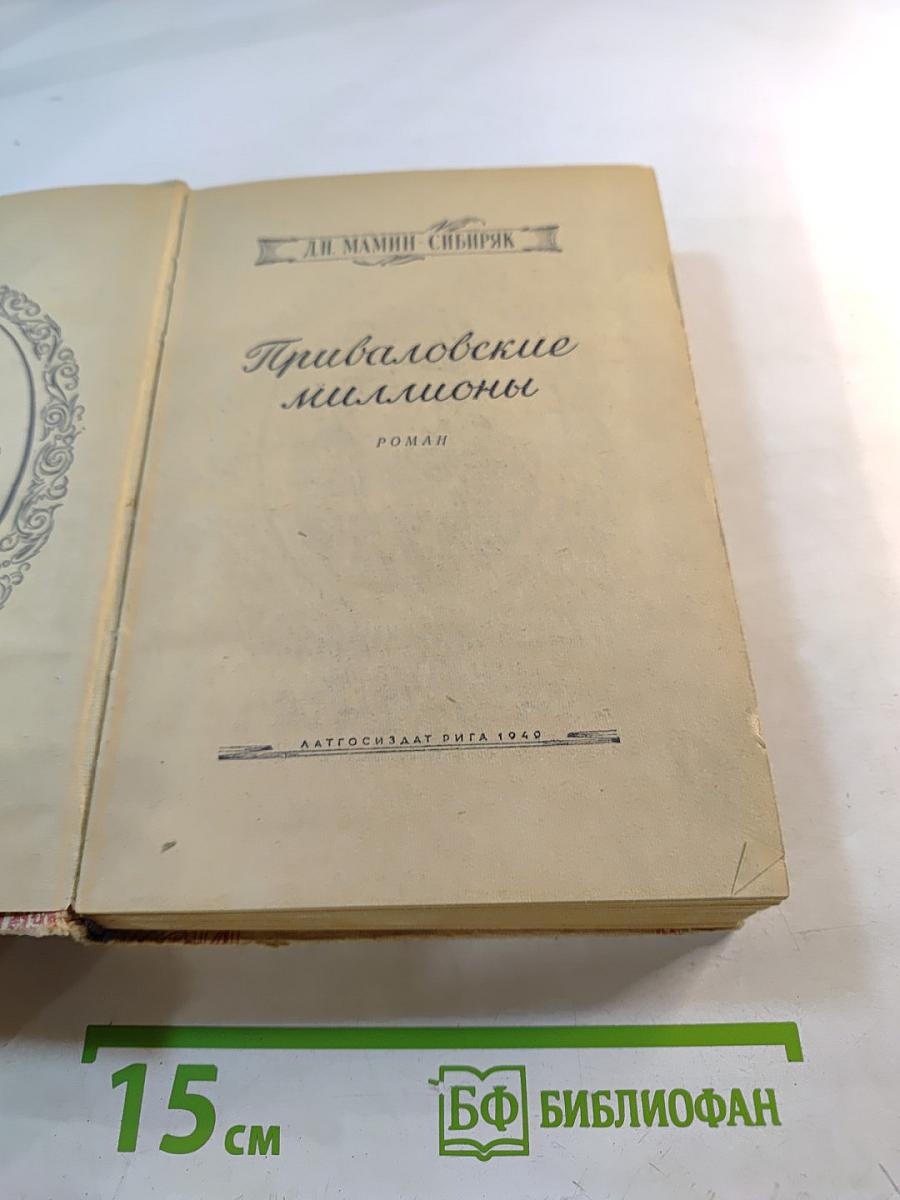 Д.Н. МАМИН-СИБИРЯК
Приваловские
миллионы
РОМАН
ЛАТГОСИЗДАТ РИГА 1949
15 см
БФ БИБЛИОФАН